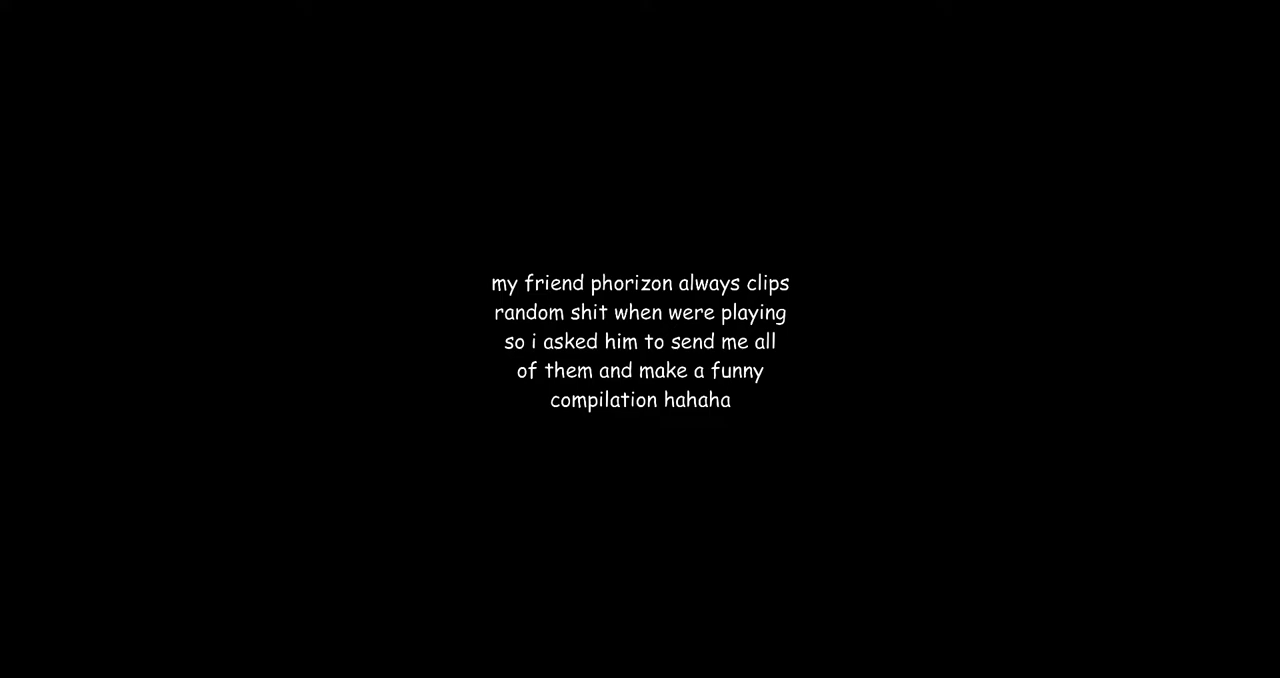 my friend phorizon always clips
random shit when were playing
so i asked him to send me all
of them and make a funny
compilation hahaha